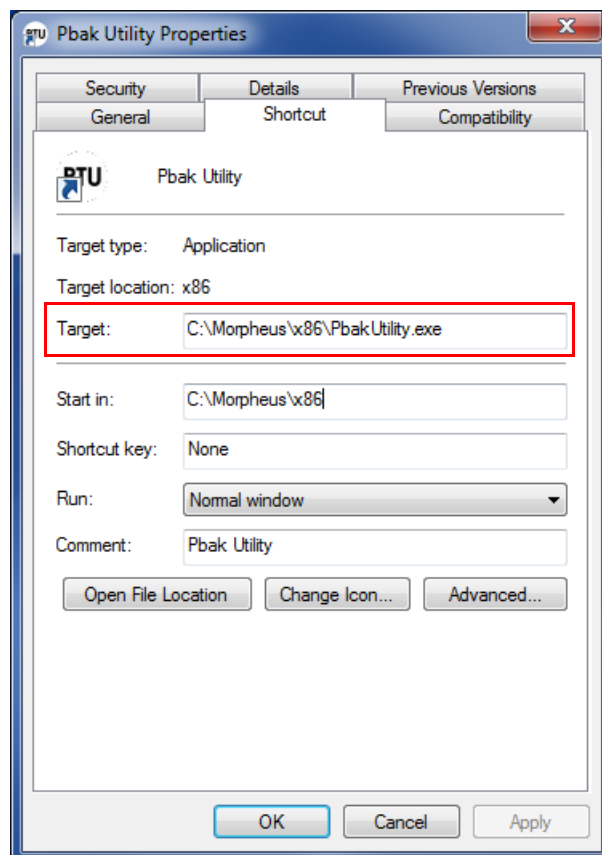 PTU Pbak Utility Properties
Security Details Previous Versions
General Shortcut Compatibility
PTU Pbak Utility
Target type: Application
Target location: x86
Target: C:\Morpheus\x86\PbakUtility.exe
Start in: C:\Morpheus\x86
Shortcut key: None
Run: Normal window
Comment: Pbak Utility
Open File Location Change Icon... Advanced...
OK Cancel Apply